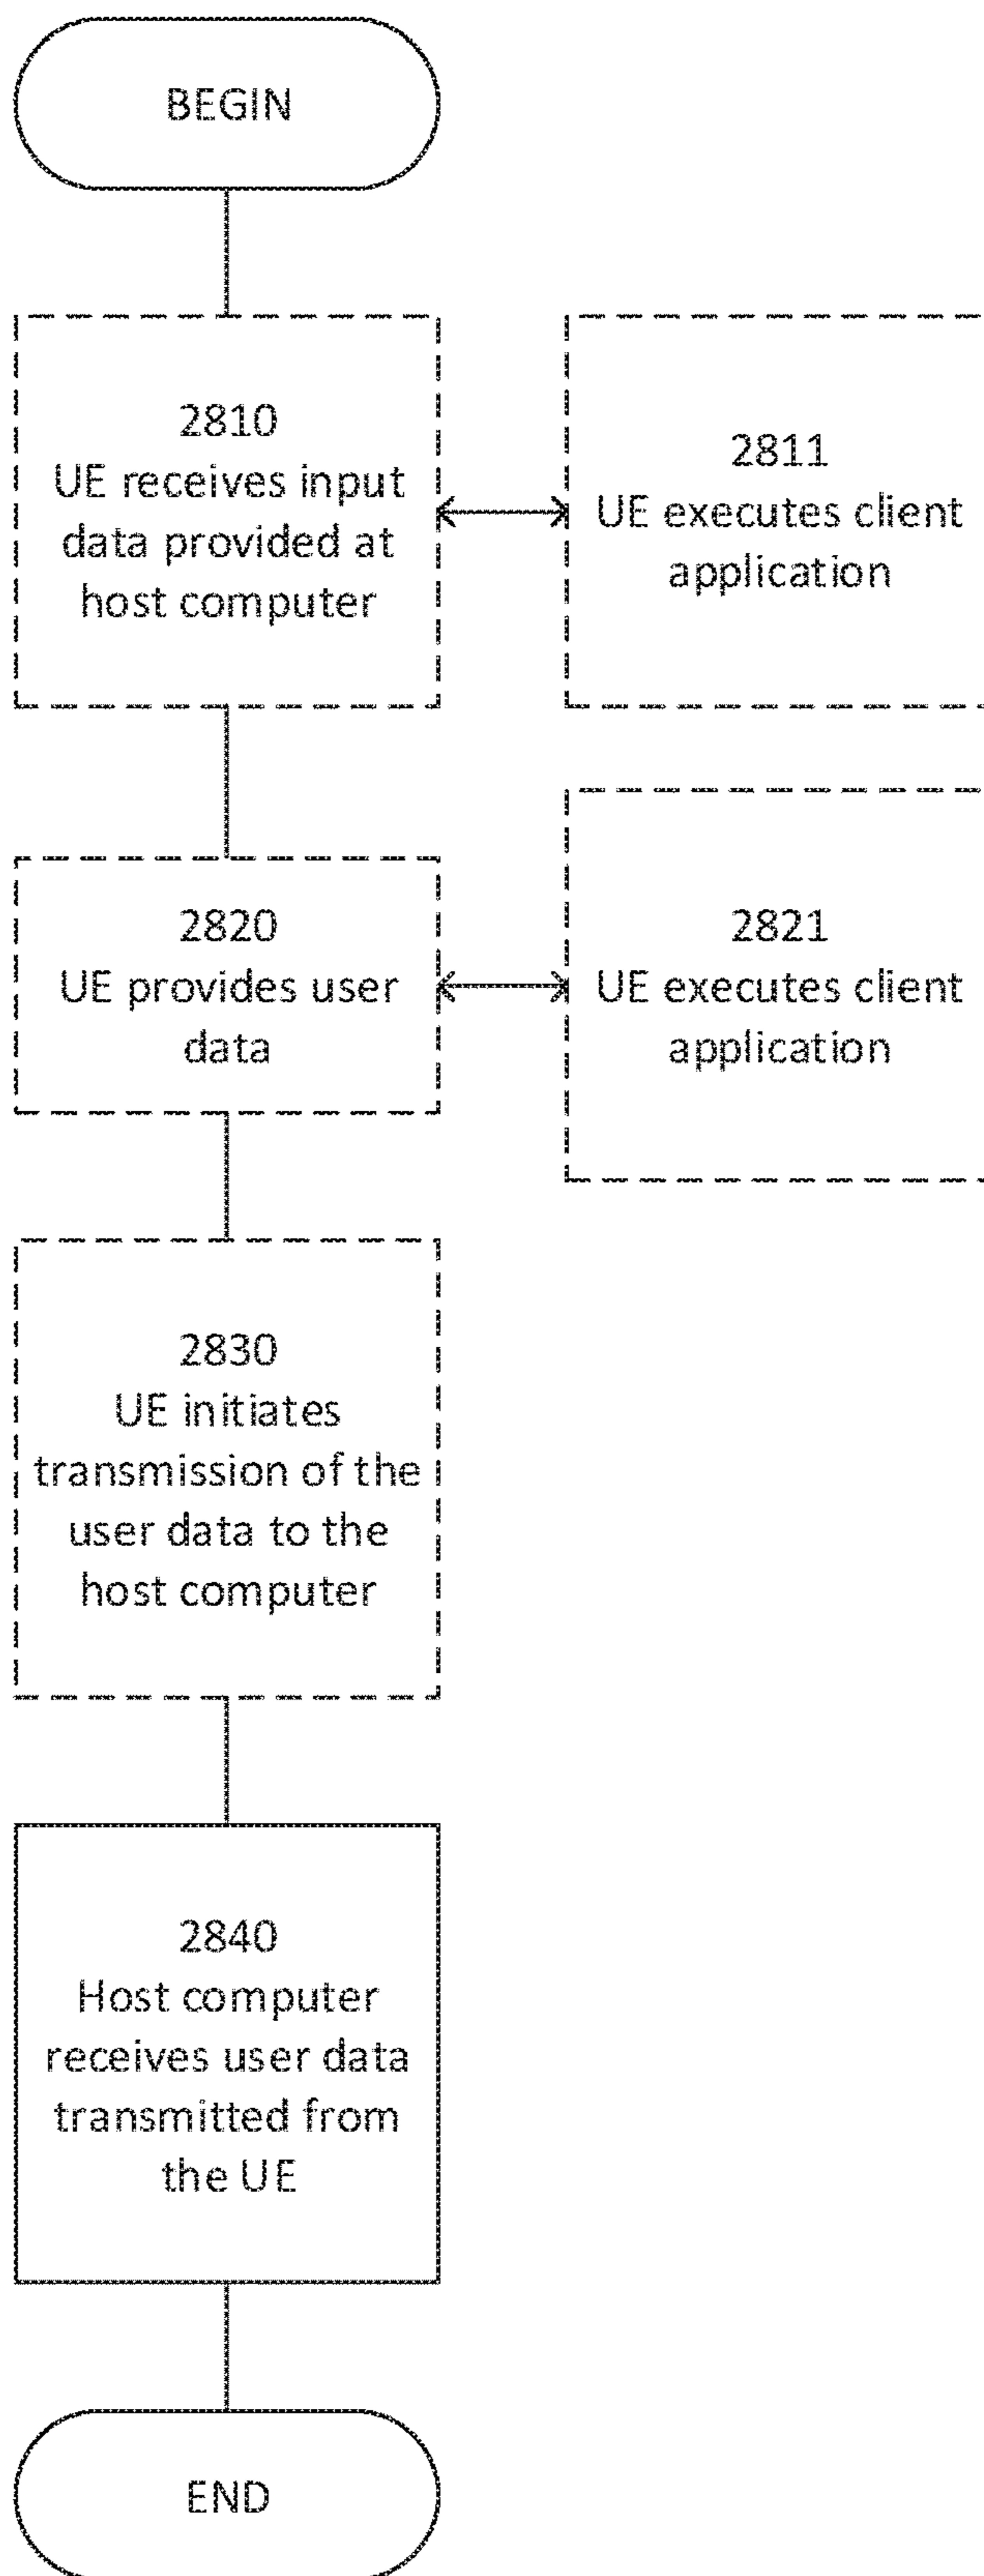 BEGIN
2810
UE receives input
data provided at
host computer
2811
UE executes client
application
2820
UE provides user
data
2821
UE executes client
application
2830
UE initiates
transmission of the
user data to the
host computer
2840
Host computer
receives user data
transmitted from
the UE
END